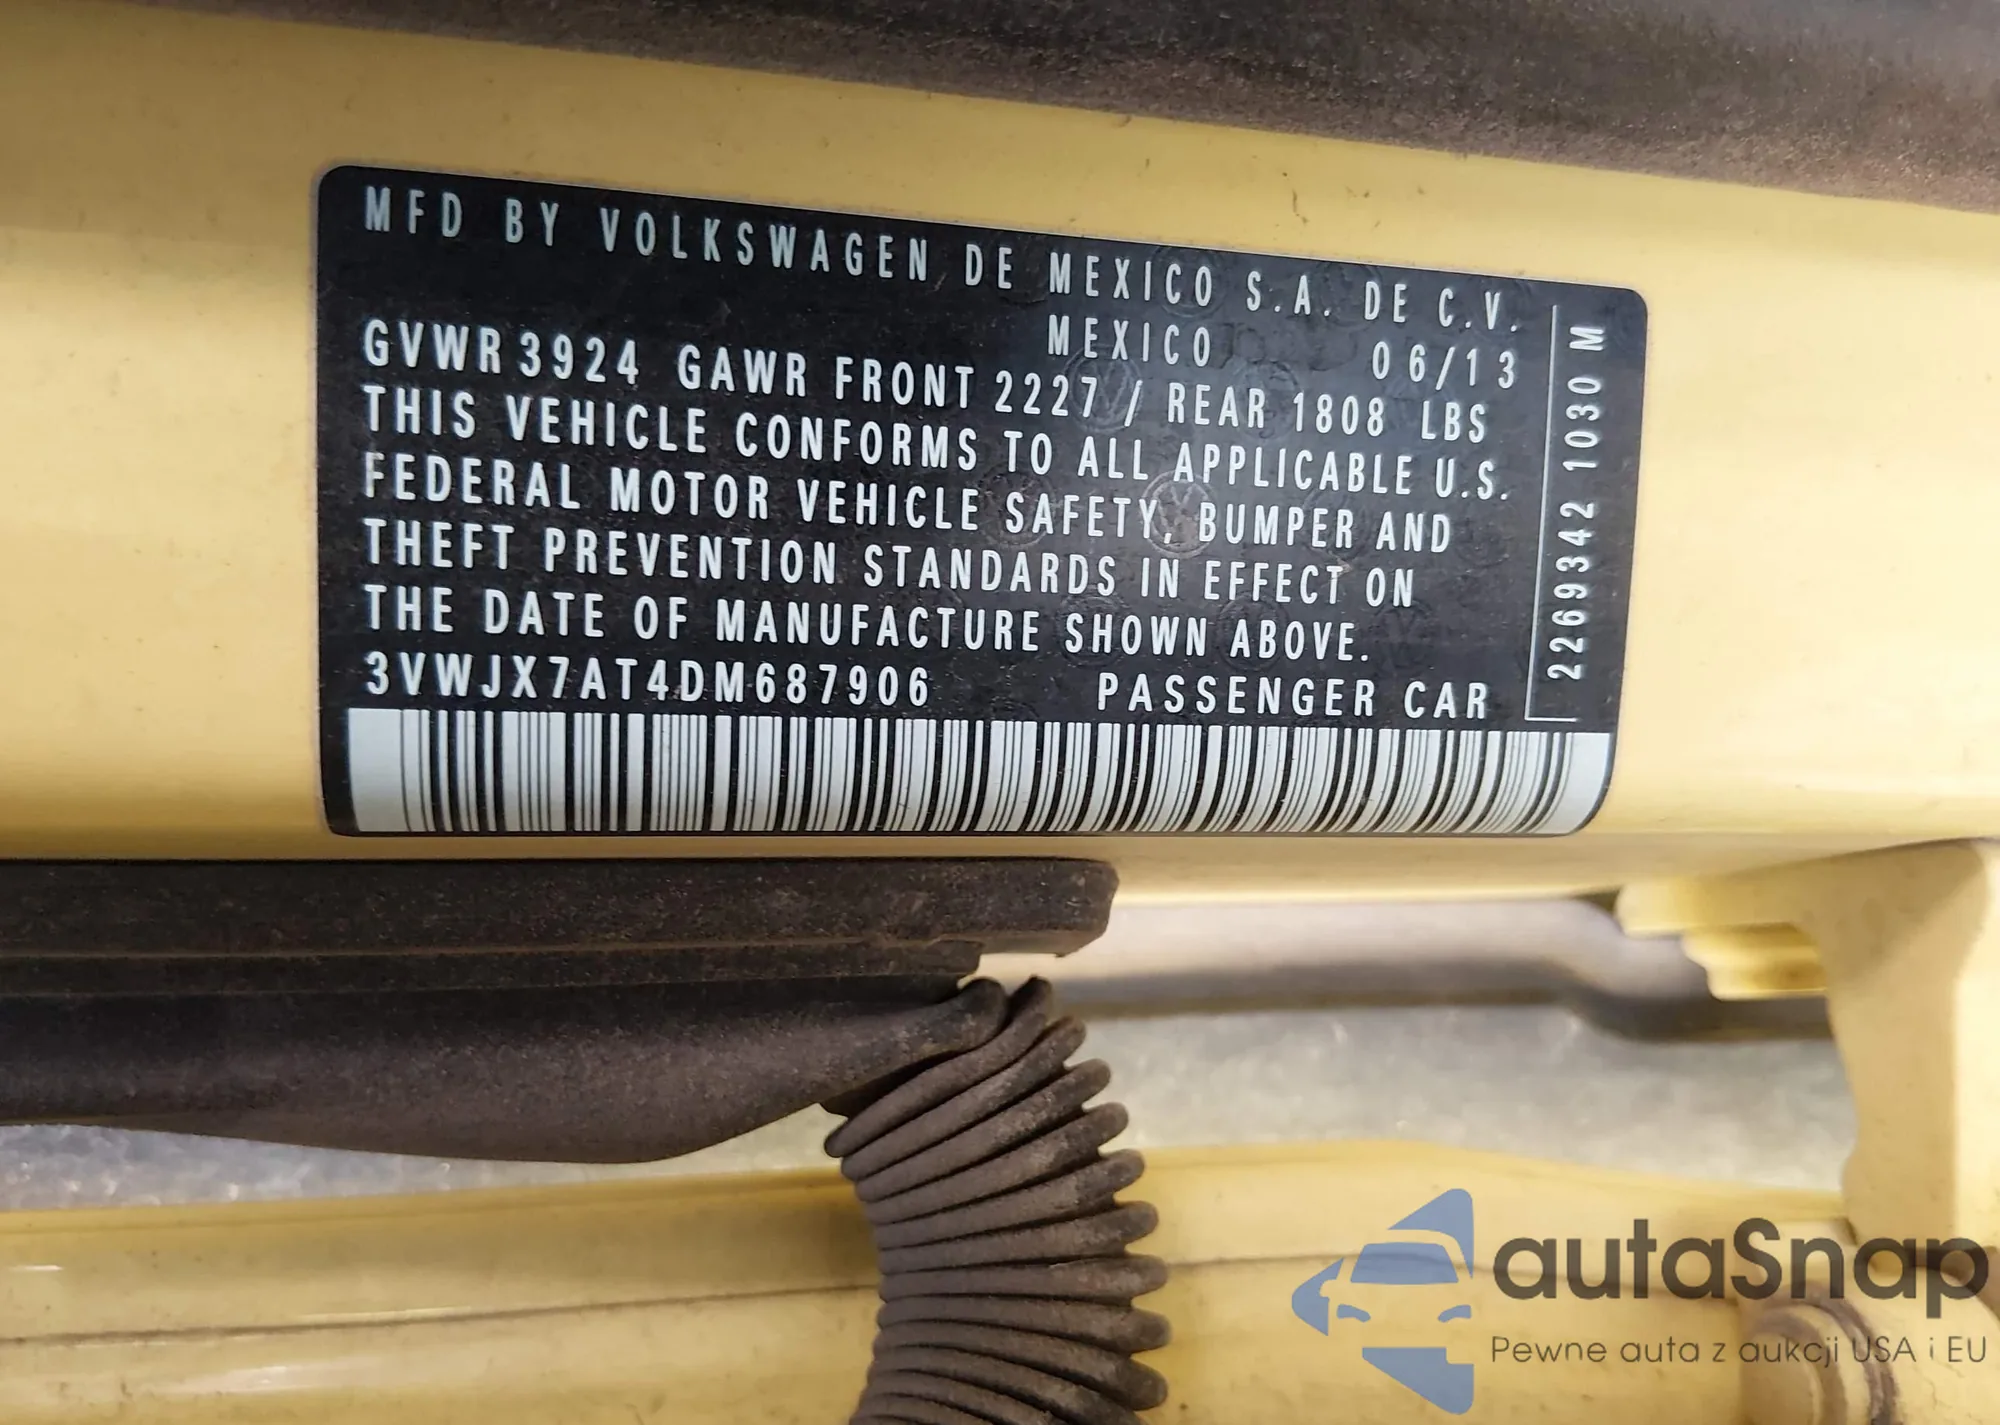 MFD BY VOLKSWAGEN DE MEXICO S.A. DE C.V.
MEXICO 06/13
GVWR 3924 GAWR FRONT 2227 / REAR 1808 LBS
THIS VEHICLE CONFORMS TO ALL APPLICABLE U.S.
FEDERAL MOTOR VEHICLE SAFETY, BUMPER AND
THEFT PREVENTION STANDARDS IN EFFECT ON
THE DATE OF MANUFACTURE SHOWN ABOVE.
3VWJX7AT4DM687906 PASSENGER CAR
2269342 1030 M
autaSnap
Pewne auta z aukcji USA i EU